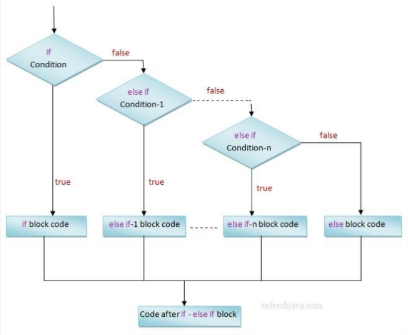 if
Condition
false
else if
Condition-1
false
else if
Condition-n
false
true
true
true
if block code
else if-1 block code
else if-n block code
else block code
refreshjava.com
Code after if - else if block